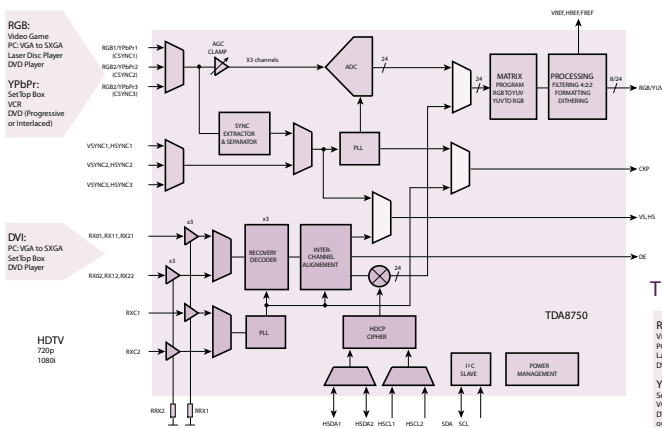 RGB:
Video Game
PC: VGA to SXGA
Laser Disc Player
DVD Player
YPbPr:
SetTop Box
VCR
DVD (Progressive
or Interlaced)
RGB1/YPbPr1
(CSYNC1)
RGB2/YPbPr2
(CSYNC2)
RGB2/YPbPr3
(CSYNC3)
AGC
CLAMP
X3 channels
ADC
24
24
MATRIX
PROGRAM
RGBTOYUV
YUVTO RGB
PROCESSING
FILTERING 4:2:2
FORMATTING
DITHERING
VREF, HREF, FREF
8/24
RGB/YUV
SYNC
EXTRACTOR
& SEPARATOR
PLL
VSYNC1,HSYNC1
VSYNC2,HSYNC2
VSYNC3,HSYNC3
CKP
VS,HS
DE
DVI:
PC: VGA to SXGA
SetTop Box
DVD Player
RX01, RX11, RX21
RX02, RX12, RX22
x3
x3
x3
RECOVERY
DECODER
INTER-
CHANNEL
ALIGNEMENT
24
RXC1
RXC2
PLL
HDCP
CIPHER
TDA8750
HDTV
720p
1080i
I²C
SLAVE
POWER
MANAGEMENT
RRX2
RRX1
HSDA1
HSDA2
HSCL1
HSCL2
SDA
SCL
T